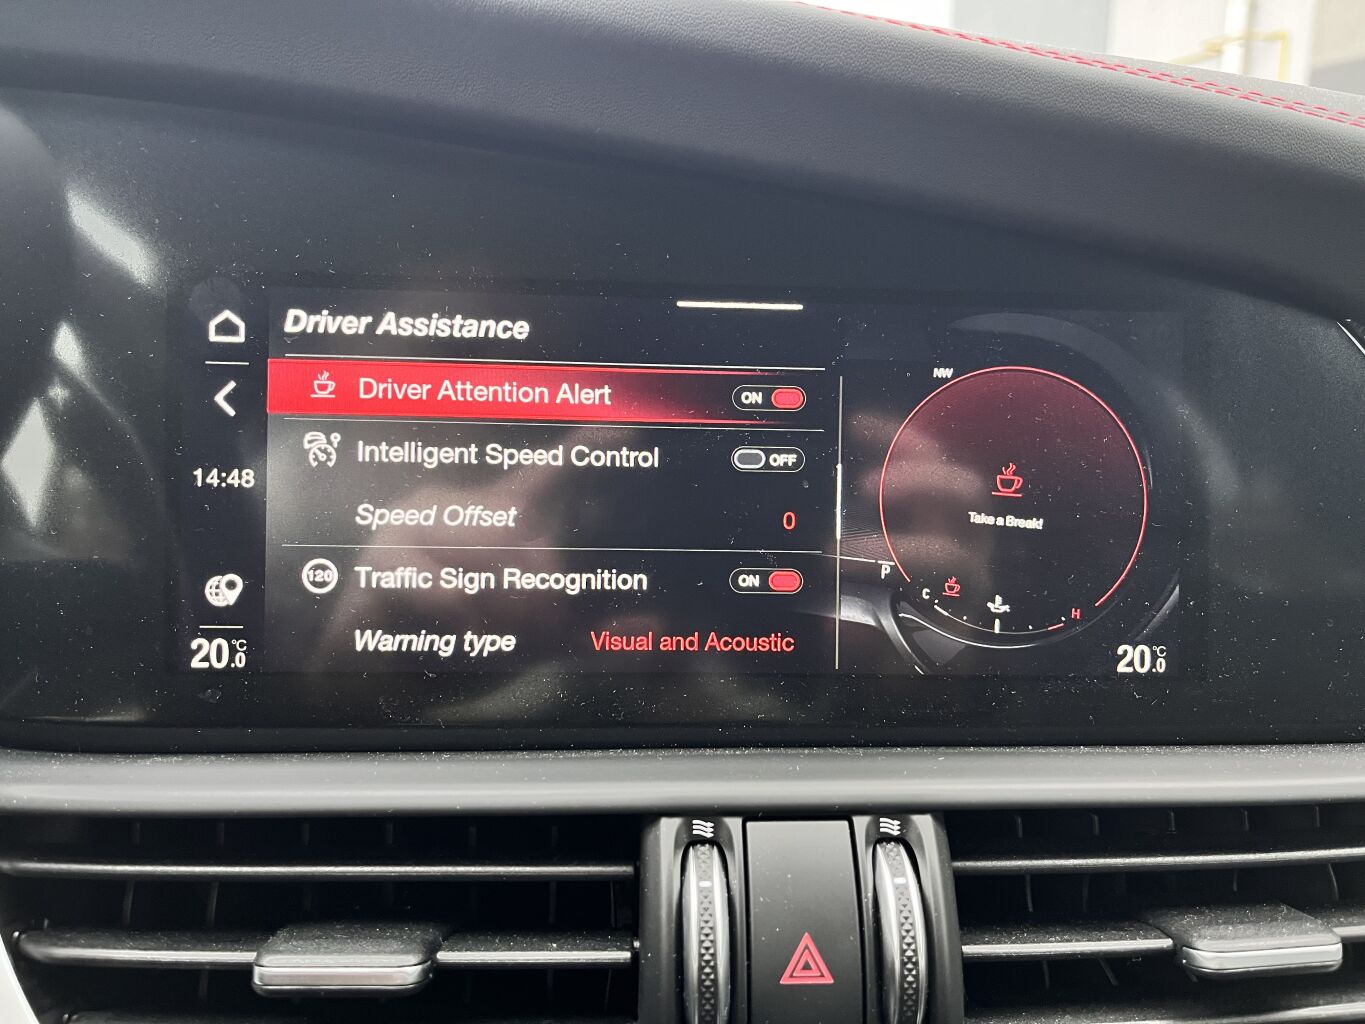 Driver Assistance
Driver Attention Alert ON
Intelligent Speed Control OFF
14:48
Speed Offset 0
120 Traffic Sign Recognition ON
Warning type Visual and Acoustic
20.0 °C
NW
Take a Break!
P
C H
20.0 °C